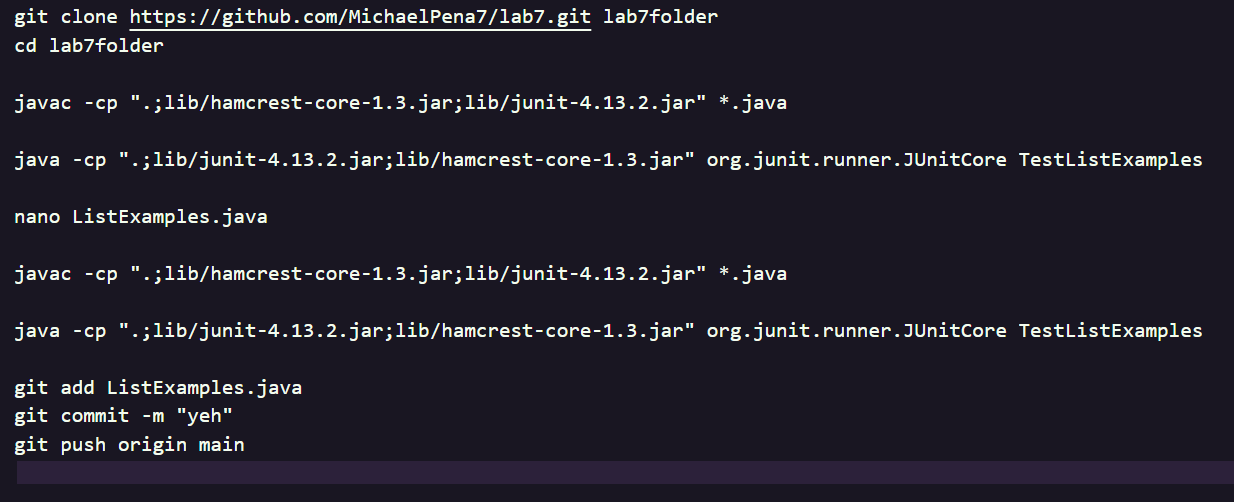 git clone https://github.com/MichaelPena7/lab7.git lab7folder
cd lab7folder
javac -cp ".;lib/hamcrest-core-1.3.jar;lib/junit-4.13.2.jar" *.java
java -cp ".;lib/junit-4.13.2.jar;lib/hamcrest-core-1.3.jar" org.junit.runner.JUnitCore TestListExamples
nano ListExamples.java
javac -cp ".;lib/hamcrest-core-1.3.jar;lib/junit-4.13.2.jar" *.java
java -cp ".;lib/junit-4.13.2.jar;lib/hamcrest-core-1.3.jar" org.junit.runner.JUnitCore TestListExamples
git add ListExamples.java
git commit -m "yeh"
git push origin main